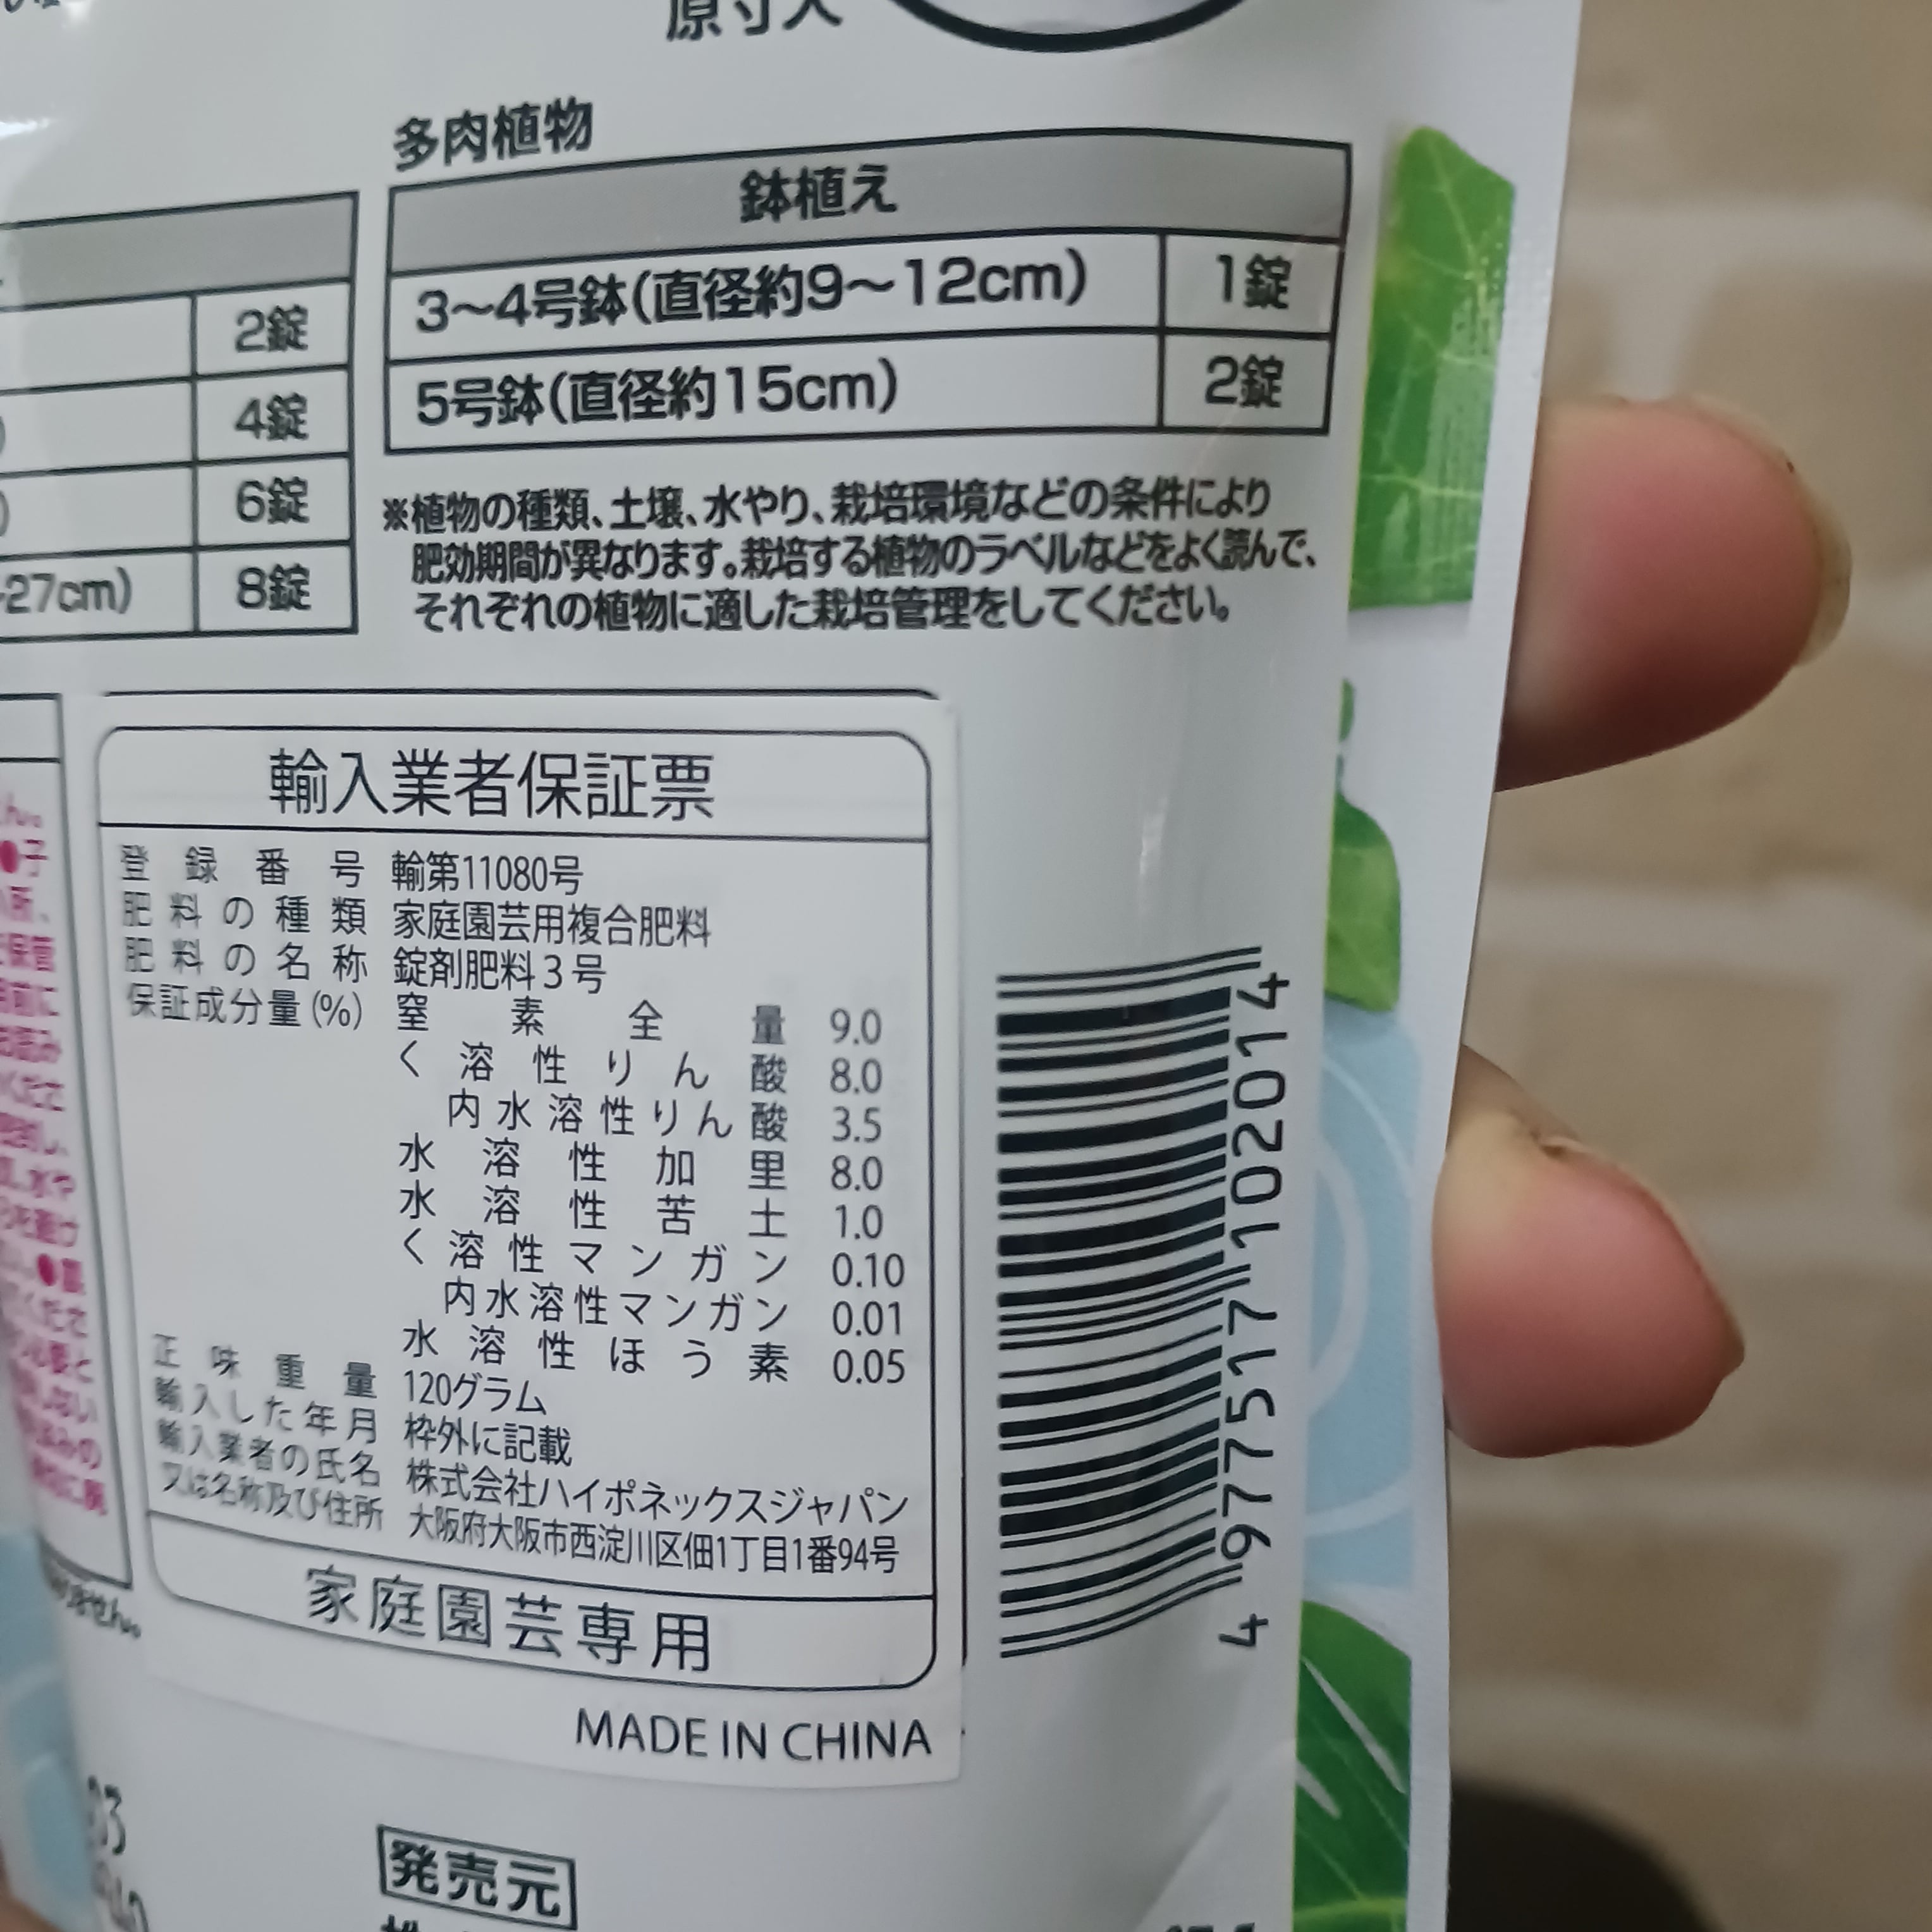 原寸大
多肉植物
鉢植え
3〜4号鉢(直径約9〜12cm) 1錠
5号鉢(直径約15cm) 2錠
2錠
4錠
6錠
27cm) 8錠
※植物の種類、土壌、水やり、栽培環境などの条件により
肥効期間が異なります。栽培する植物のラベルなどをよく読んで、
それぞれの植物に適した栽培管理をしてください。
輸入業者保証票
登録番号 輸第11080号
肥料の種類 家庭園芸用複合肥料
肥料の名称 錠剤肥料3号
保証成分量(%) 窒素全量 9.0
く溶性りん酸 8.0
内水溶性りん酸 3.5
水溶性加里 8.0
水溶性苦土 1.0
く溶性マンガン 0.10
内水溶性マンガン 0.01
水溶性ほう素 0.05
正味重量 120グラム
輸入した年月 枠外に記載
輸入業者の氏名 株式会社ハイポネックスジャパン
又は名称及び住所 大阪府大阪市西淀川区佃1丁目1番94号
家庭園芸専用
MADE IN CHINA
4 977517 102014
発売元